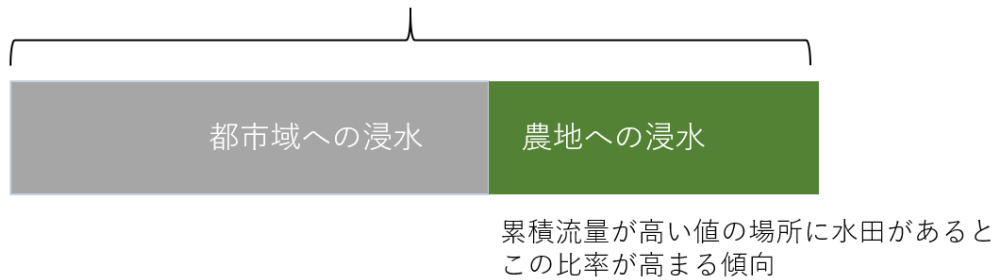 都市域への浸水
農地への浸水
累積流量が高い値の場所に水田があると
この比率が高まる傾向